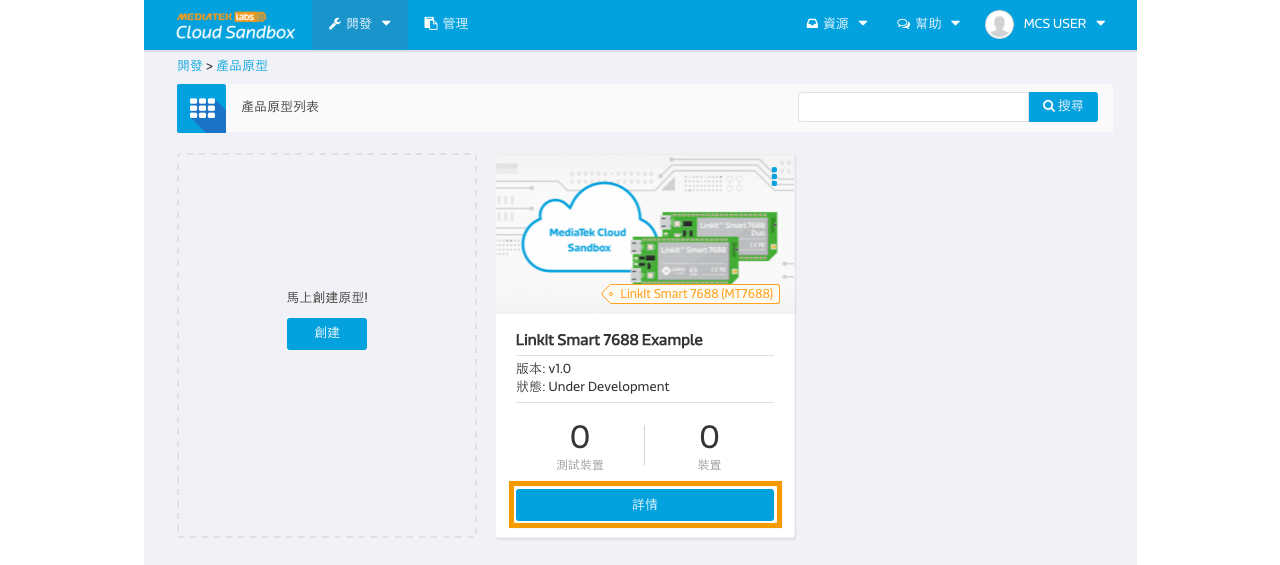 MEDIATEK labs
Cloud Sandbox
開發
管理
資源
幫助
MCS USER
開發 > 產品原型
產品原型列表
搜尋
馬上創建原型!
創建
MediaTek Cloud
Sandbox
LinkIt™ Smart 7688
Duo
LinkIt™ Smart 7688
LinkIt Smart 7688 (MT7688)
LinkIt Smart 7688 Example
版本: v1.0
狀態: Under Development
0
測試裝置
0
裝置
詳情